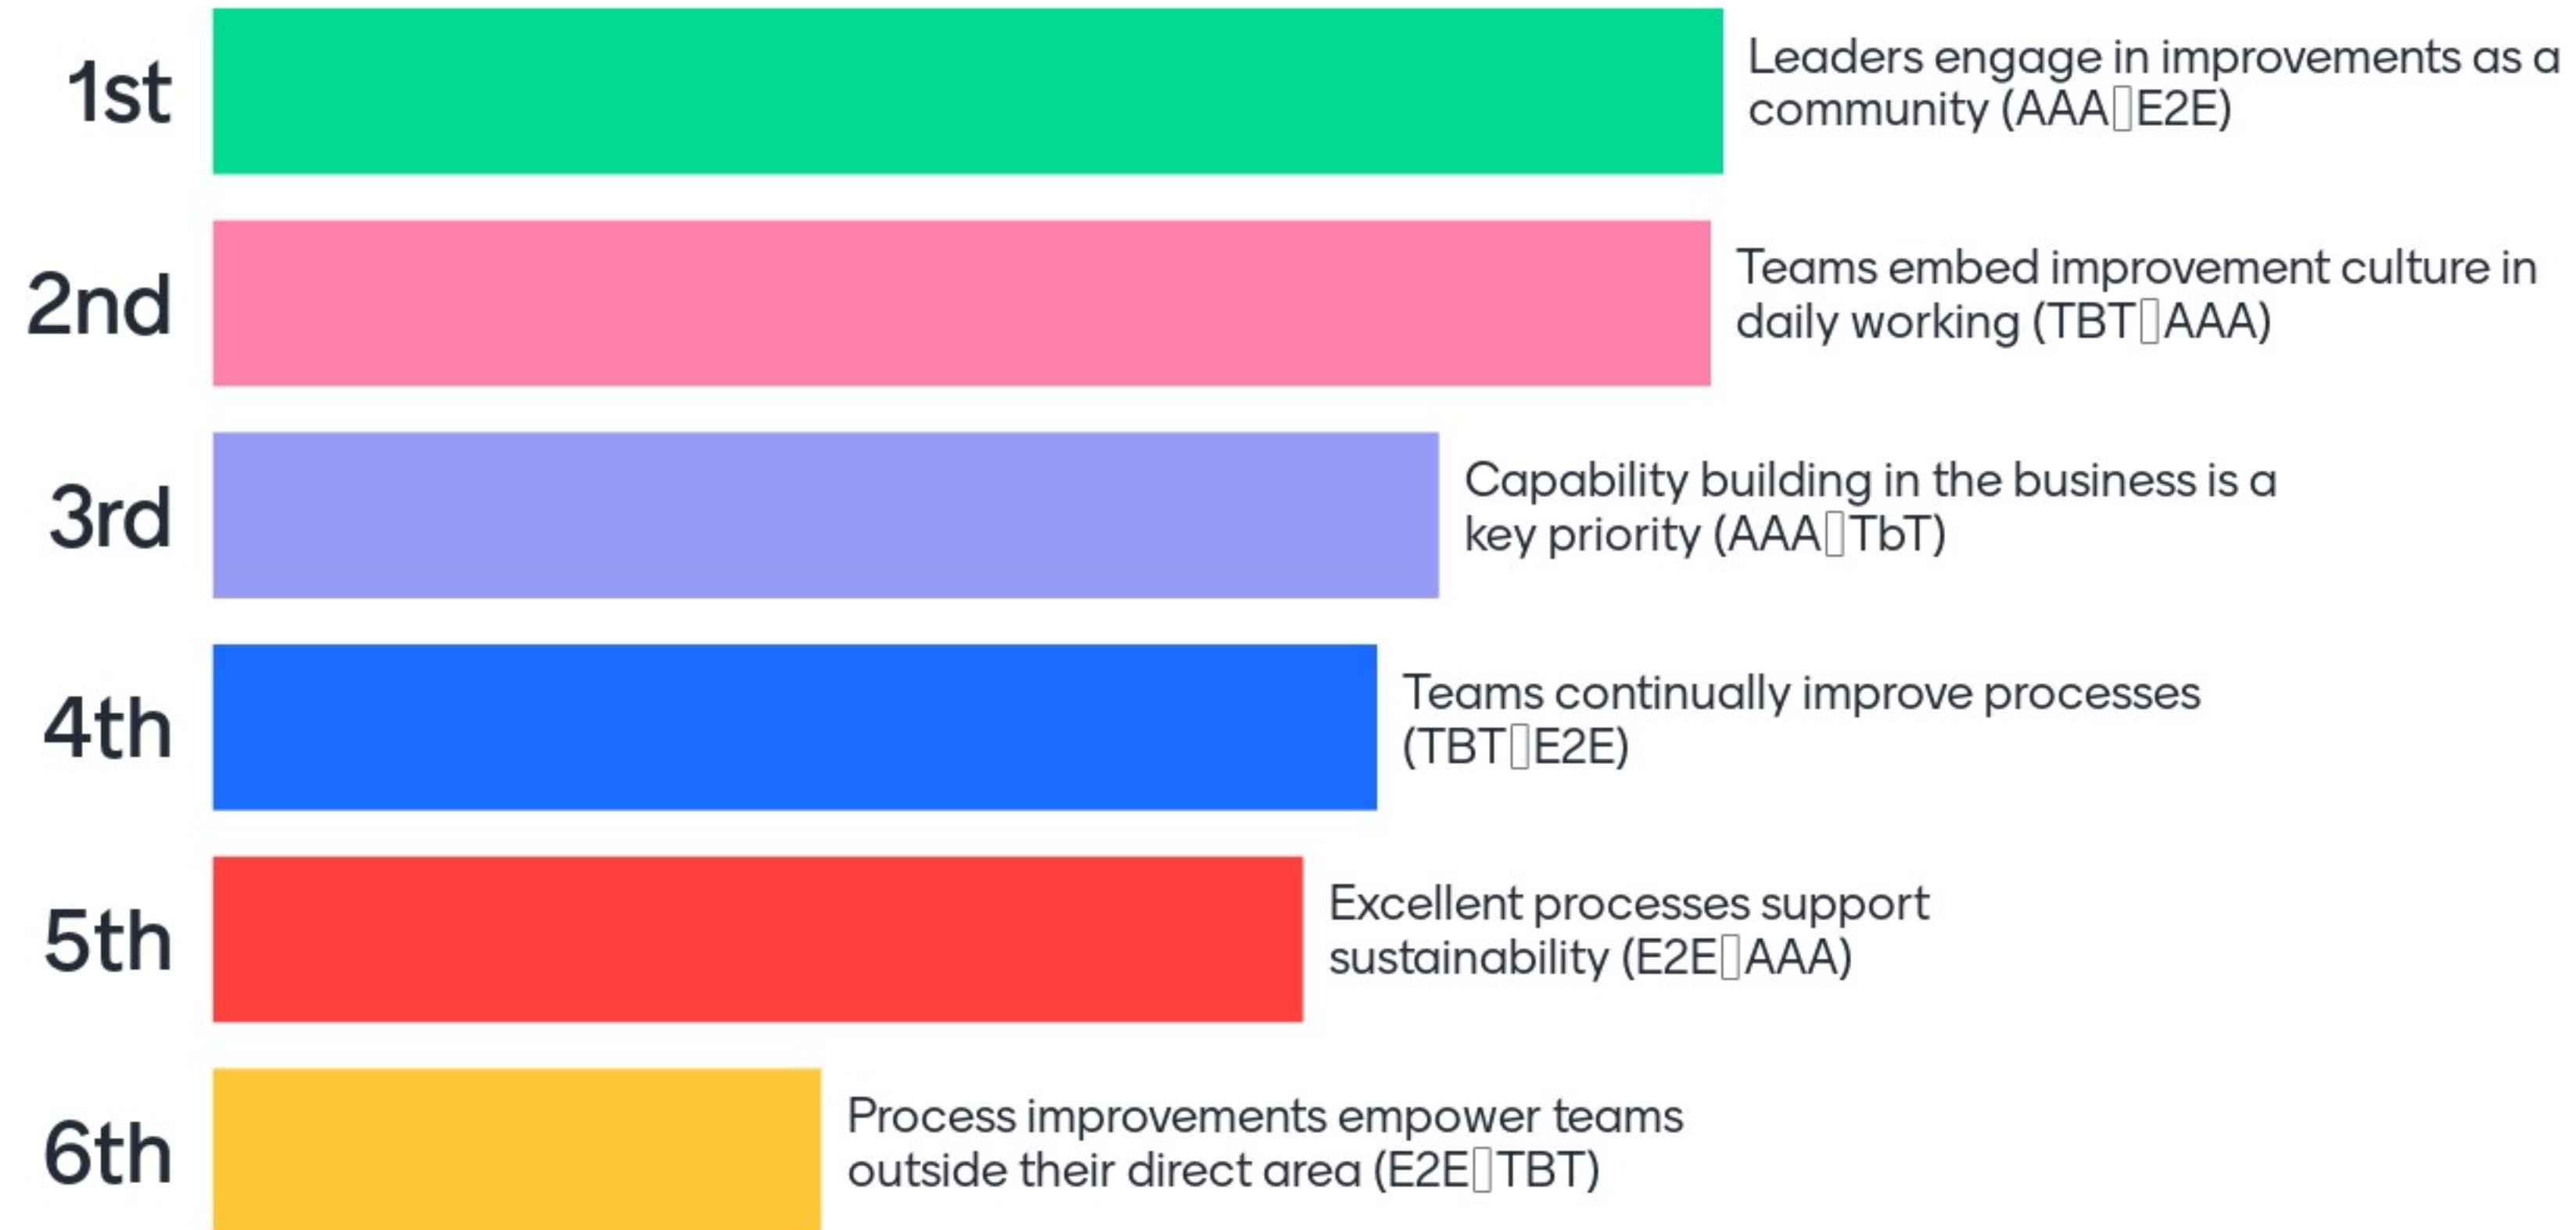 1st
Leaders engage in improvements as a
community (AAA▯E2E)
2nd
Teams embed improvement culture in
daily working (TBT▯AAA)
3rd
Capability building in the business is a
key priority (AAA▯TbT)
4th
Teams continually improve processes
(TBT▯E2E)
5th
Excellent processes support
sustainability (E2E▯AAA)
6th
Process improvements empower teams
outside their direct area (E2E▯TBT)